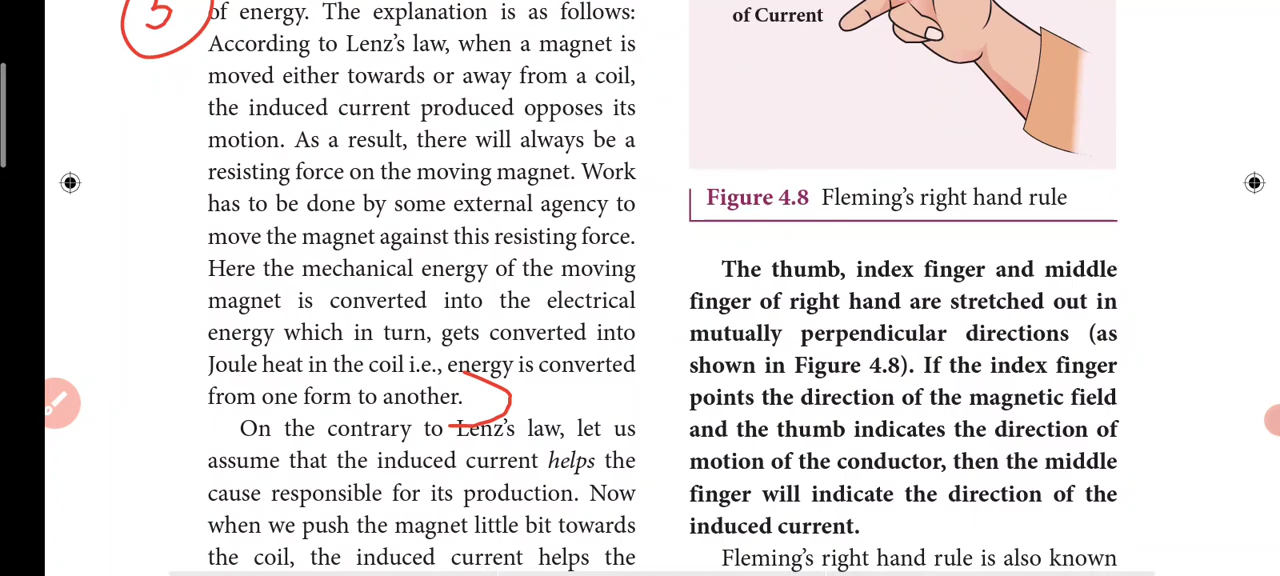 5
of energy. The explanation is as follows:
According to Lenz’s law, when a magnet is
moved either towards or away from a coil,
the induced current produced opposes its
motion. As a result, there will always be a
resisting force on the moving magnet. Work
has to be done by some external agency to
move the magnet against this resisting force.
Here the mechanical energy of the moving
magnet is converted into the electrical
energy which in turn, gets converted into
Joule heat in the coil i.e., energy is converted
from one form to another.
On the contrary to Lenz’s law, let us
assume that the induced current helps the
cause responsible for its production. Now
when we push the magnet little bit towards
the coil, the induced current helps the
of Current
Figure 4.8 Fleming’s right hand rule
The thumb, index finger and middle
finger of right hand are stretched out in
mutually perpendicular directions (as
shown in Figure 4.8). If the index finger
points the direction of the magnetic field
and the thumb indicates the direction of
motion of the conductor, then the middle
finger will indicate the direction of the
induced current.
Fleming’s right hand rule is also known